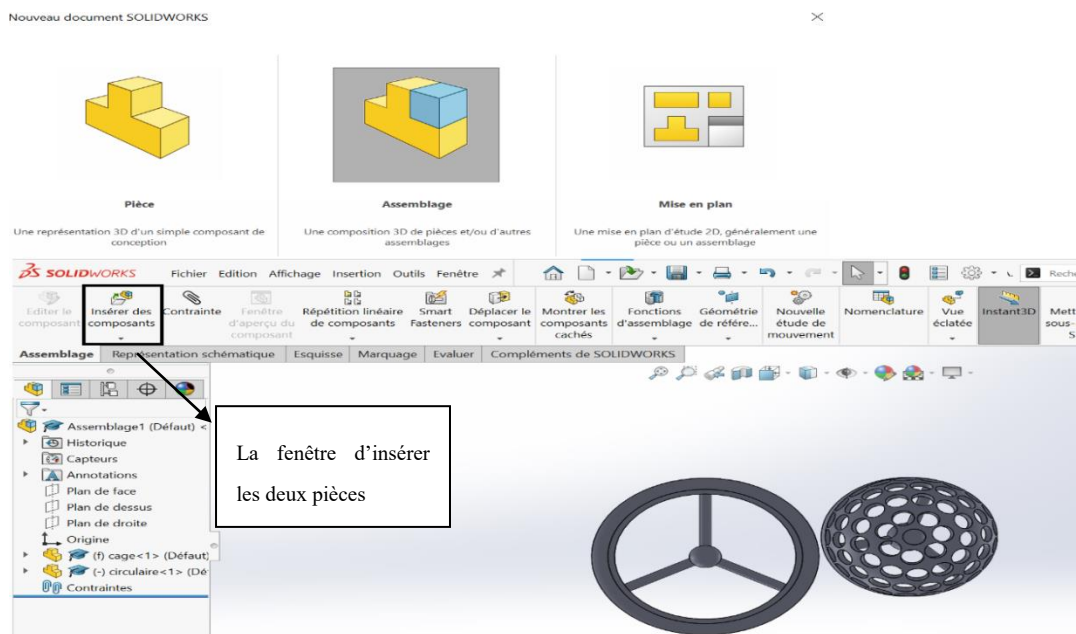 Nouveau document SOLIDWORKS
Pièce
Assemblage
Mise en plan
Une représentation 3D d'un simple composant de
conception
Une composition 3D de pièces et/ou d'autres
assemblages
Une mise en plan d'étude 2D, généralement une
pièce ou un assemblage
SOLIDWORKS Fichier Edition Affichage Insertion Outils Fenêtre Reche
Editer le
composant
Insérer des
composants
Contrainte
Fenêtre
d'aperçu du
composant
Répétition linéaire
de composants
Smart
Fasteners
Déplacer le
composant
Montrer les
composants
cachés
Fonctions
d'assemblage
Géométrie
de référe...
Nouvelle
étude de
mouvement
Nomenclature
Vue
éclatée
Instant3D
Mett
sous-
S
Assemblage Représentation schématique Esquisse Marquage Evaluer Compléments de SOLIDWORKS
Assemblage1 (Défaut) <
Historique
Capteurs
Annotations
Plan de face
Plan de dessus
Plan de droite
Origine
(f) cage<1> (Défaut)
(-) circulaire<1> (Dé
Contraintes
La fenêtre d'insérer
les deux pièces